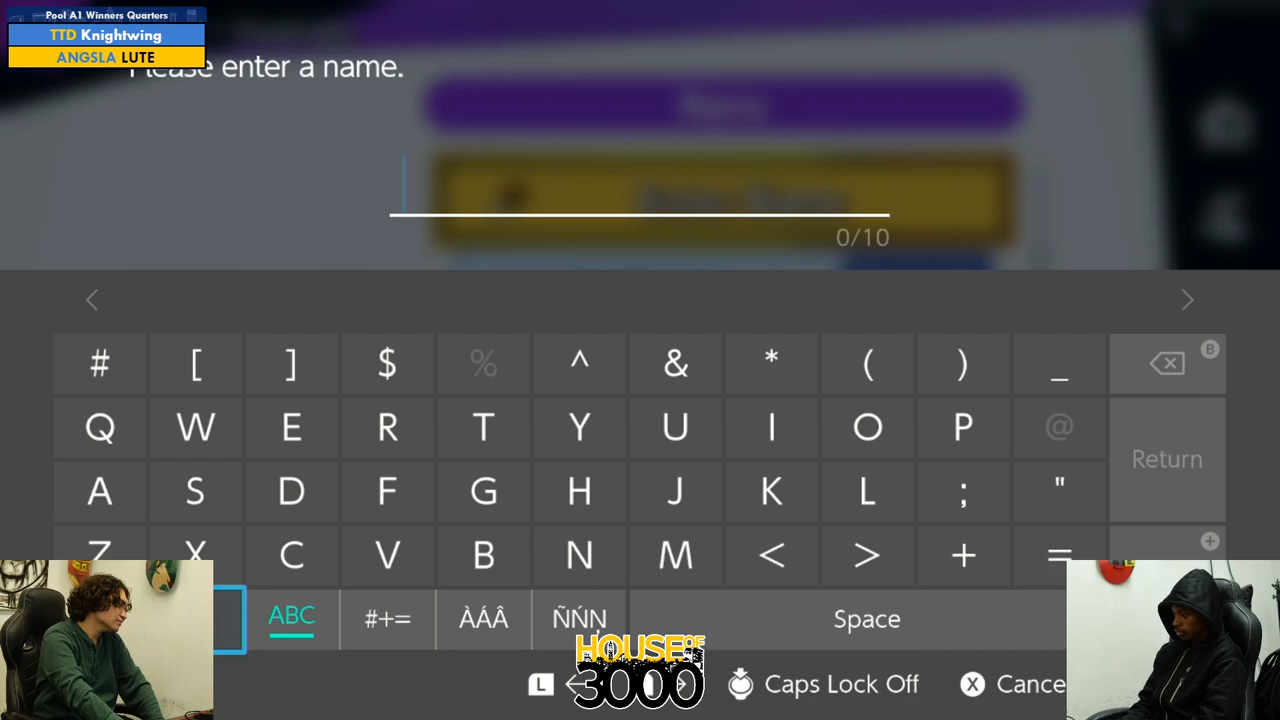 Pool A1 Winners Quarters
TTD Knightwing
ANGSLA LUTE
Please enter a name.
0/10
# [ ] $ % ^ & * ( ) _ B
Q W E R T Y U I O P @
A S D F G H J K L ; " Return
Z X C V B N M < > + =
ABC #+= ÀÁÂ ÑŃŅ Space
L Caps Lock Off X Cance
HOUSE OF
3000